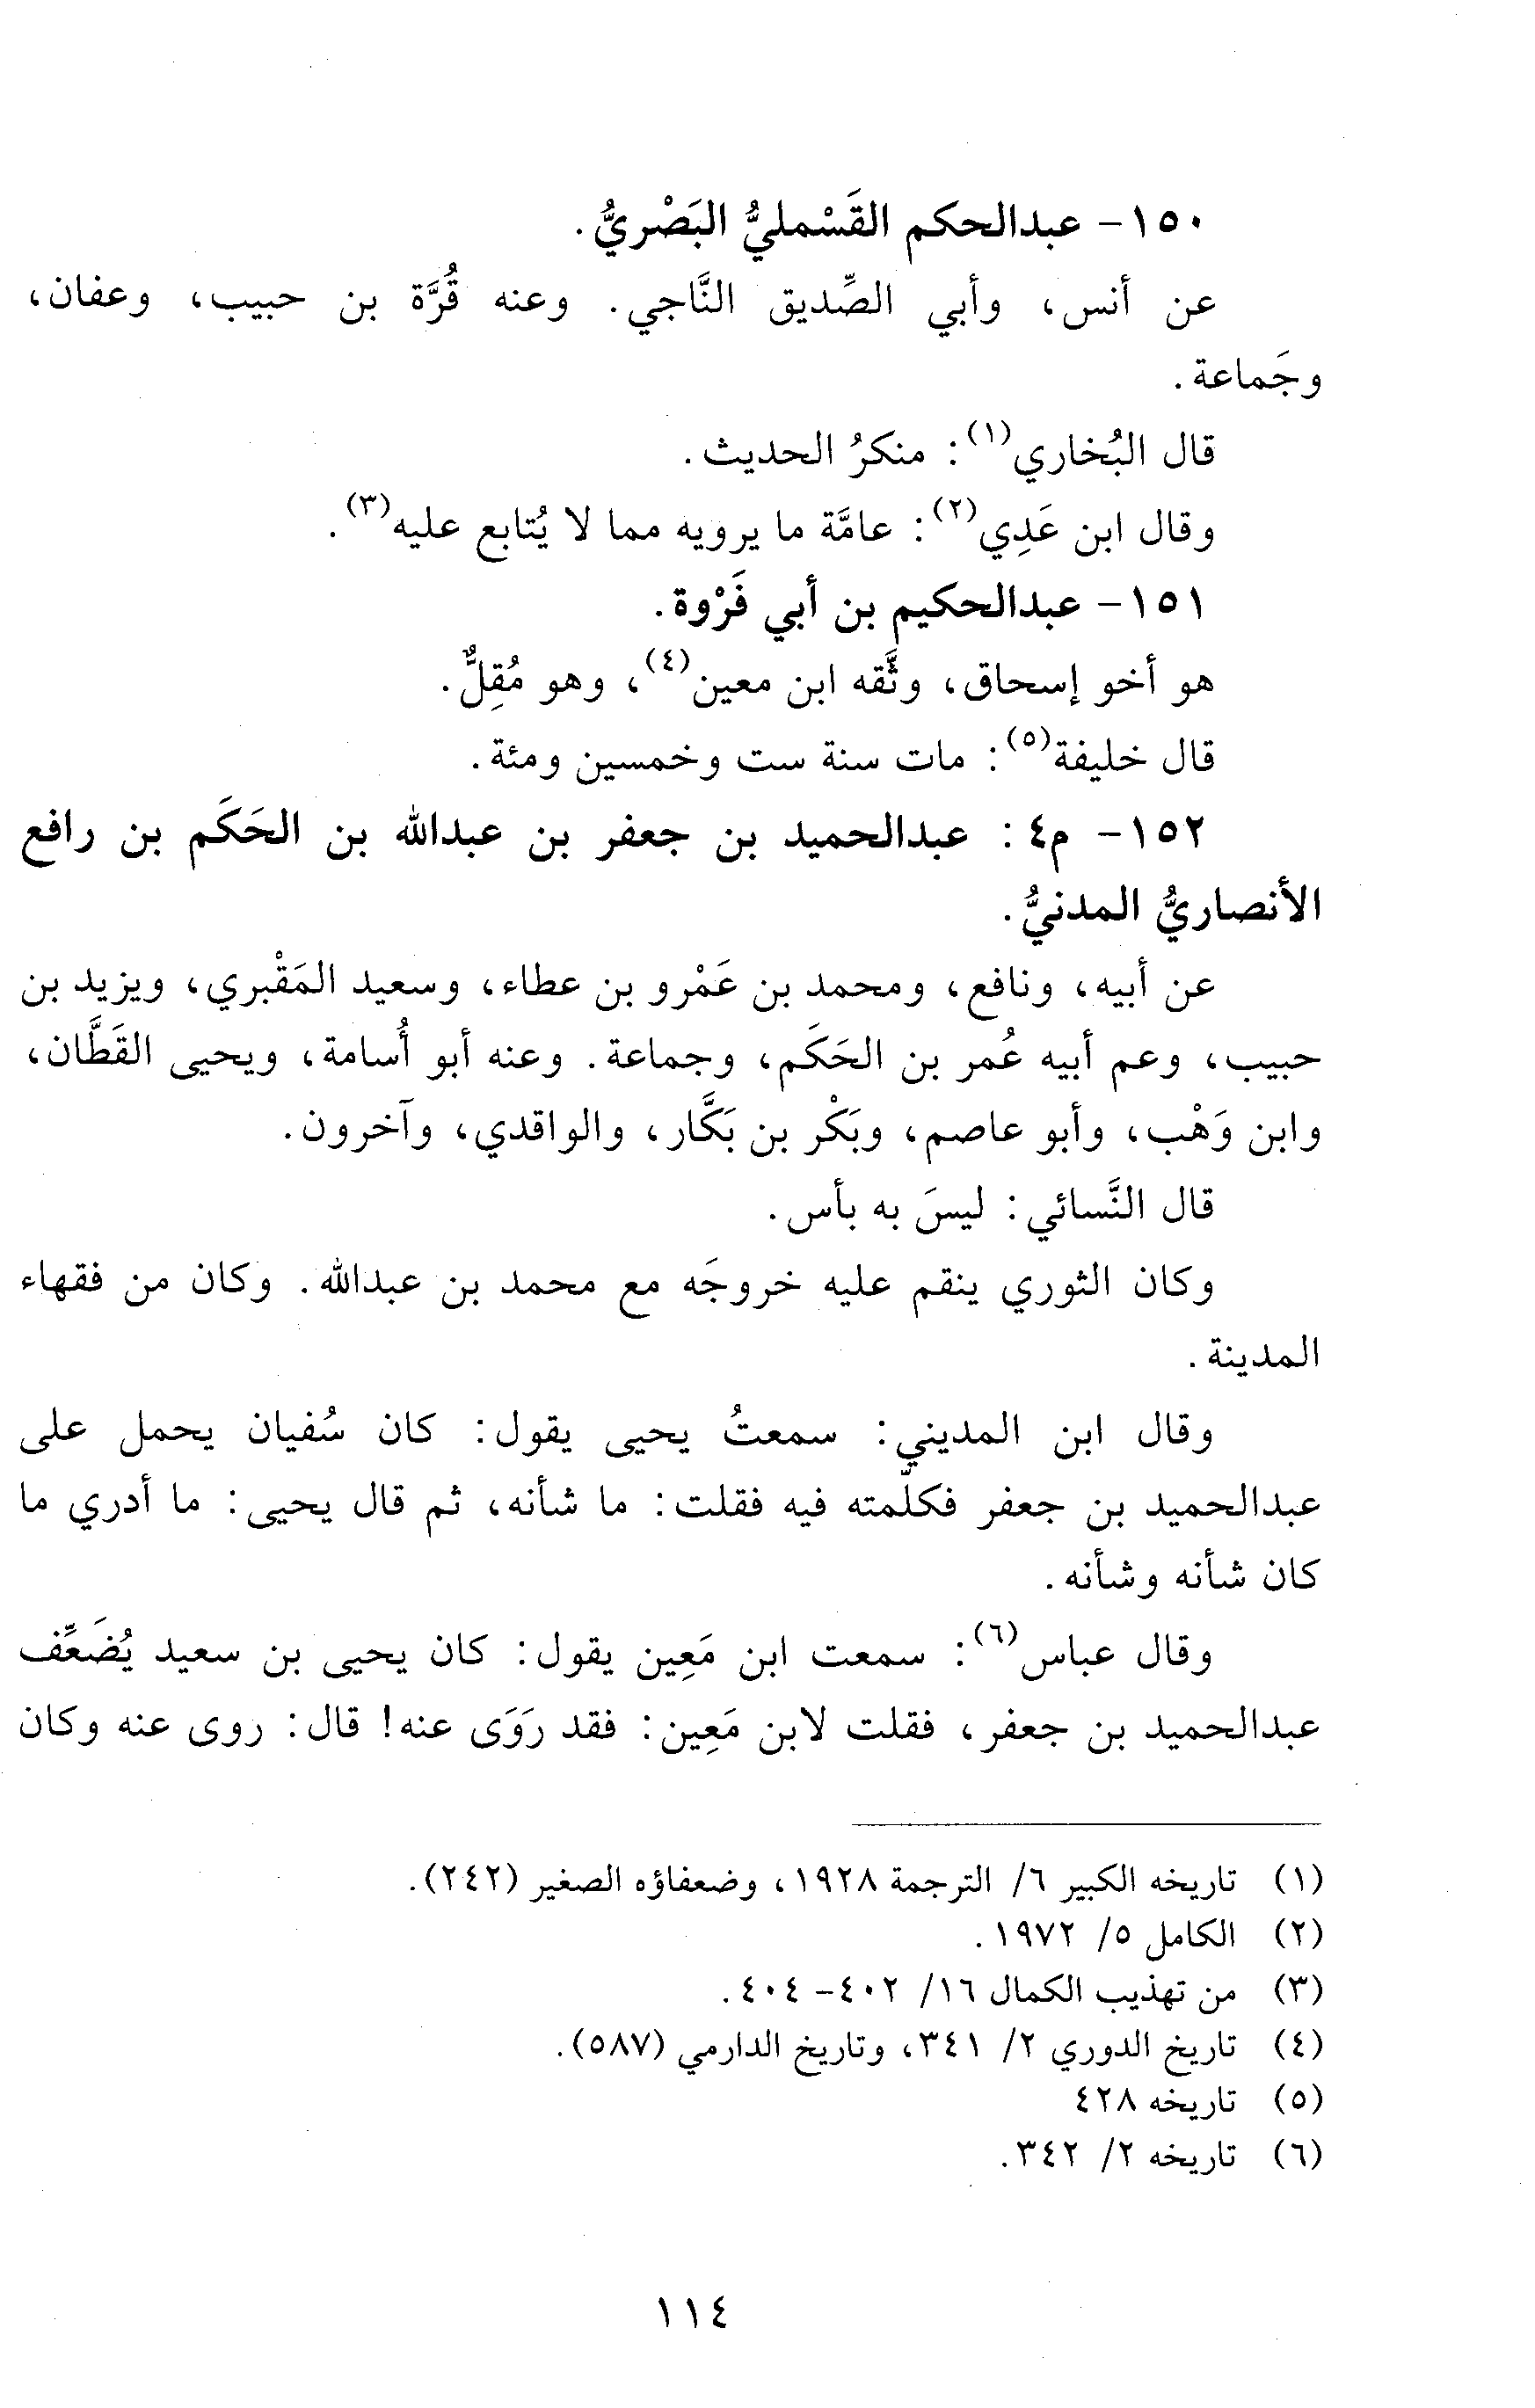 ١٥٠- عبدالحكم القَسْمليُّ البَصْريُّ.
عن أنس، وأبي الصِّديق النَّاجي. وعنه قُرَّة بن حبيب، وعفان،
وجَماعة.
قال البُخاري(١): منكرُ الحديث.
وقال ابن عَدِي(٢): عامَّة ما يرويه مما لا يُتابع عليه(٣).
١٥١- عبدالحكيم بن أبي فَرْوة.
هو أخو إسحاق، وثَّقه ابن معين(٤)، وهو مُقِلٌّ.
قال خليفة(٥): مات سنة ست وخمسين ومئة.
١٥٢- م٤: عبدالحميد بن جعفر بن عبدالله بن الحَكَم بن رافع
الأنصاريُّ المدنيُّ.
عن أبيه، ونافع، ومحمد بن عَمْرو بن عطاء، وسعيد المَقْبري، ويزيد بن
حبيب، وعم أبيه عُمر بن الحَكَم، وجماعة. وعنه أبو أُسامة، ويحيى القَطَّان،
وابن وَهْب، وأبو عاصم، وبَكْر بن بَكَّار، والواقدي، وآخرون.
قال النَّسائي: ليسَ به بأس.
وكان الثوري ينقم عليه خروجَه مع محمد بن عبدالله. وكان من فقهاء
المدينة.
وقال ابن المديني: سمعتُ يحيى يقول: كان سُفيان يحمل على
عبدالحميد بن جعفر فكلّمته فيه فقلت: ما شأنه، ثم قال يحيى: ما أدري ما
كان شأنه وشأنه.
وقال عباس(٦): سمعت ابن مَعِين يقول: كان يحيى بن سعيد يُضَعِّف
عبدالحميد بن جعفر، فقلت لابن مَعِين: فقد رَوَى عنه! قال: روى عنه وكان
(١) تاريخه الكبير ٦/ الترجمة ١٩٢٨، وضعفاؤه الصغير (٢٤٢).
(٢) الكامل ٥/ ١٩٧٢.
(٣) من تهذيب الكمال ١٦/ ٤٠٢- ٤٠٤.
(٤) تاريخ الدوري ٢/ ٣٤١، وتاريخ الدارمي (٥٨٧).
(٥) تاريخه ٤٢٨
(٦) تاريخه ٢/ ٣٤٢.
١١٤